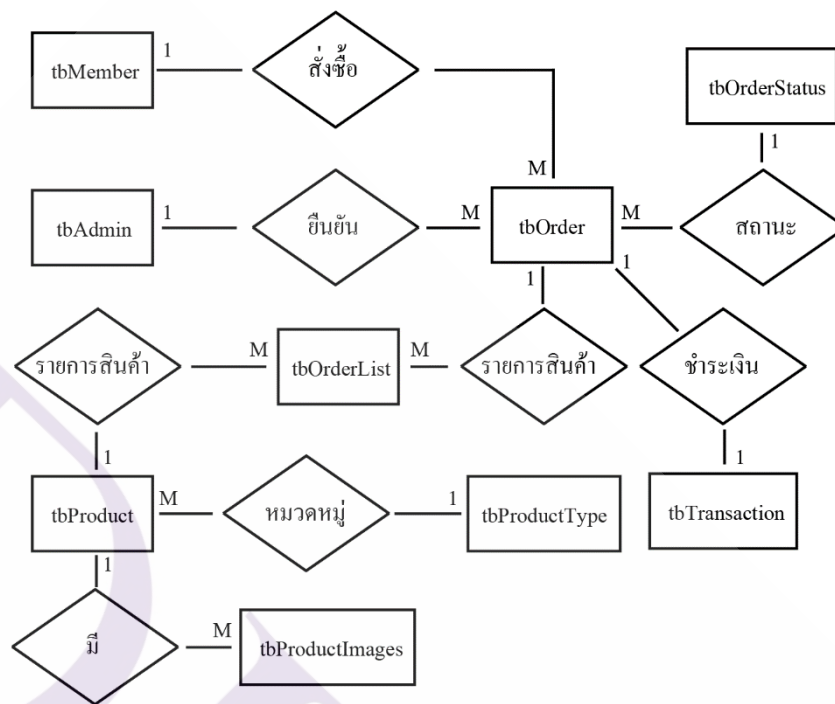 tbMember 1 สั่งซื้อ
tbOrderStatus
1
M
tbAdmin 1 ยืนยัน M tbOrder M สถานะ
1 1
รายการสินค้า M tbOrderList M รายการสินค้า ชำระเงิน
1 1
tbProduct M หมวดหมู่ 1 tbProductType tbTransaction
1
มี M tbProductImages